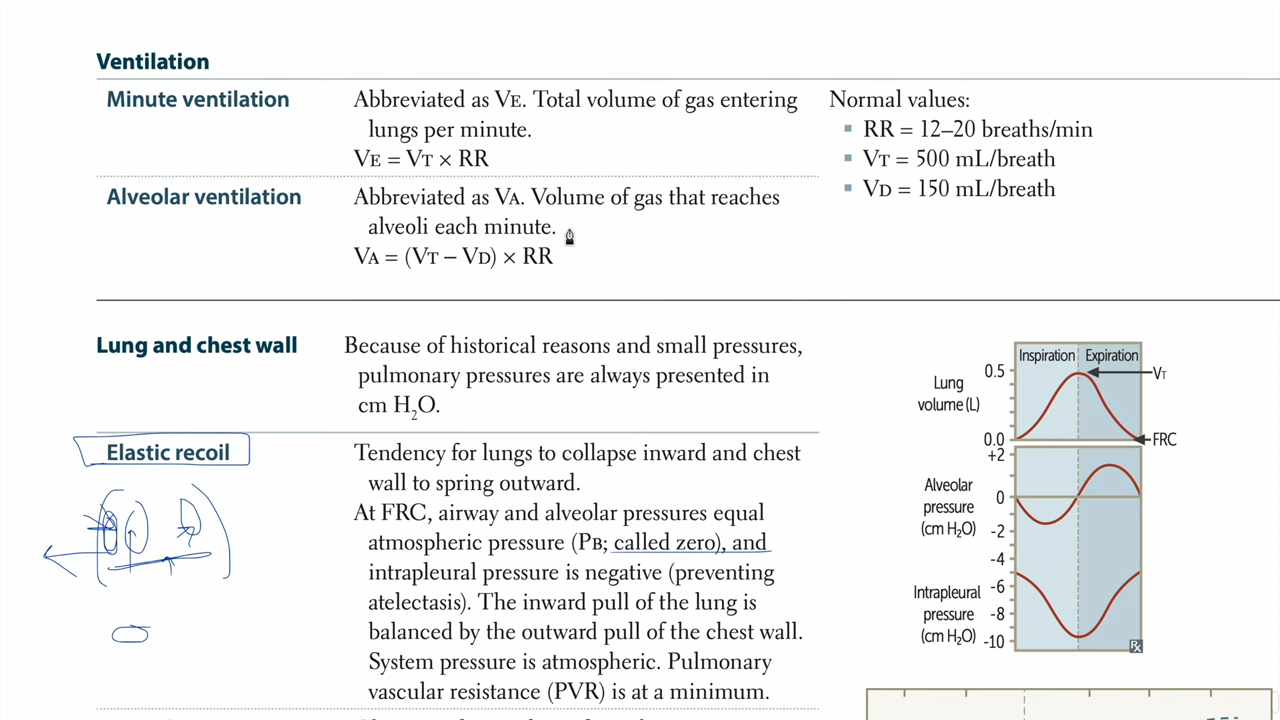 Ventilation
Minute ventilation
Abbreviated as VE. Total volume of gas entering
lungs per minute.
VE = VT × RR
Normal values:
▪ RR = 12–20 breaths/min
▪ VT = 500 mL/breath
▪ VD = 150 mL/breath
Alveolar ventilation
Abbreviated as VA. Volume of gas that reaches
alveoli each minute.
VA = (VT – VD) × RR
Lung and chest wall
Because of historical reasons and small pressures,
pulmonary pressures are always presented in
cm H₂O.
Elastic recoil
Tendency for lungs to collapse inward and chest
wall to spring outward.
At FRC, airway and alveolar pressures equal
atmospheric pressure (PB; called zero), and
intrapleural pressure is negative (preventing
atelectasis). The inward pull of the lung is
balanced by the outward pull of the chest wall.
System pressure is atmospheric. Pulmonary
vascular resistance (PVR) is at a minimum.
Inspiration Expiration
Lung
volume (L)
0.5
0.0
VT
FRC
Alveolar
pressure
(cm H₂O)
+2
0
-2
Intrapleural
pressure
(cm H₂O)
-4
-6
-8
-10
Rx